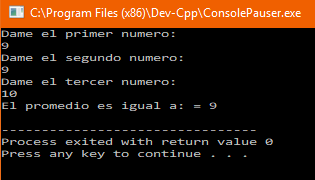 C:\Program Files (x86)\Dev-Cpp\ConsolePauser.exe
Dame el primer numero:
9
Dame el segundo numero:
9
Dame el tercer numero:
10
El promedio es igual a: = 9
--------------------------------
Process exited with return value 0
Press any key to continue . . .